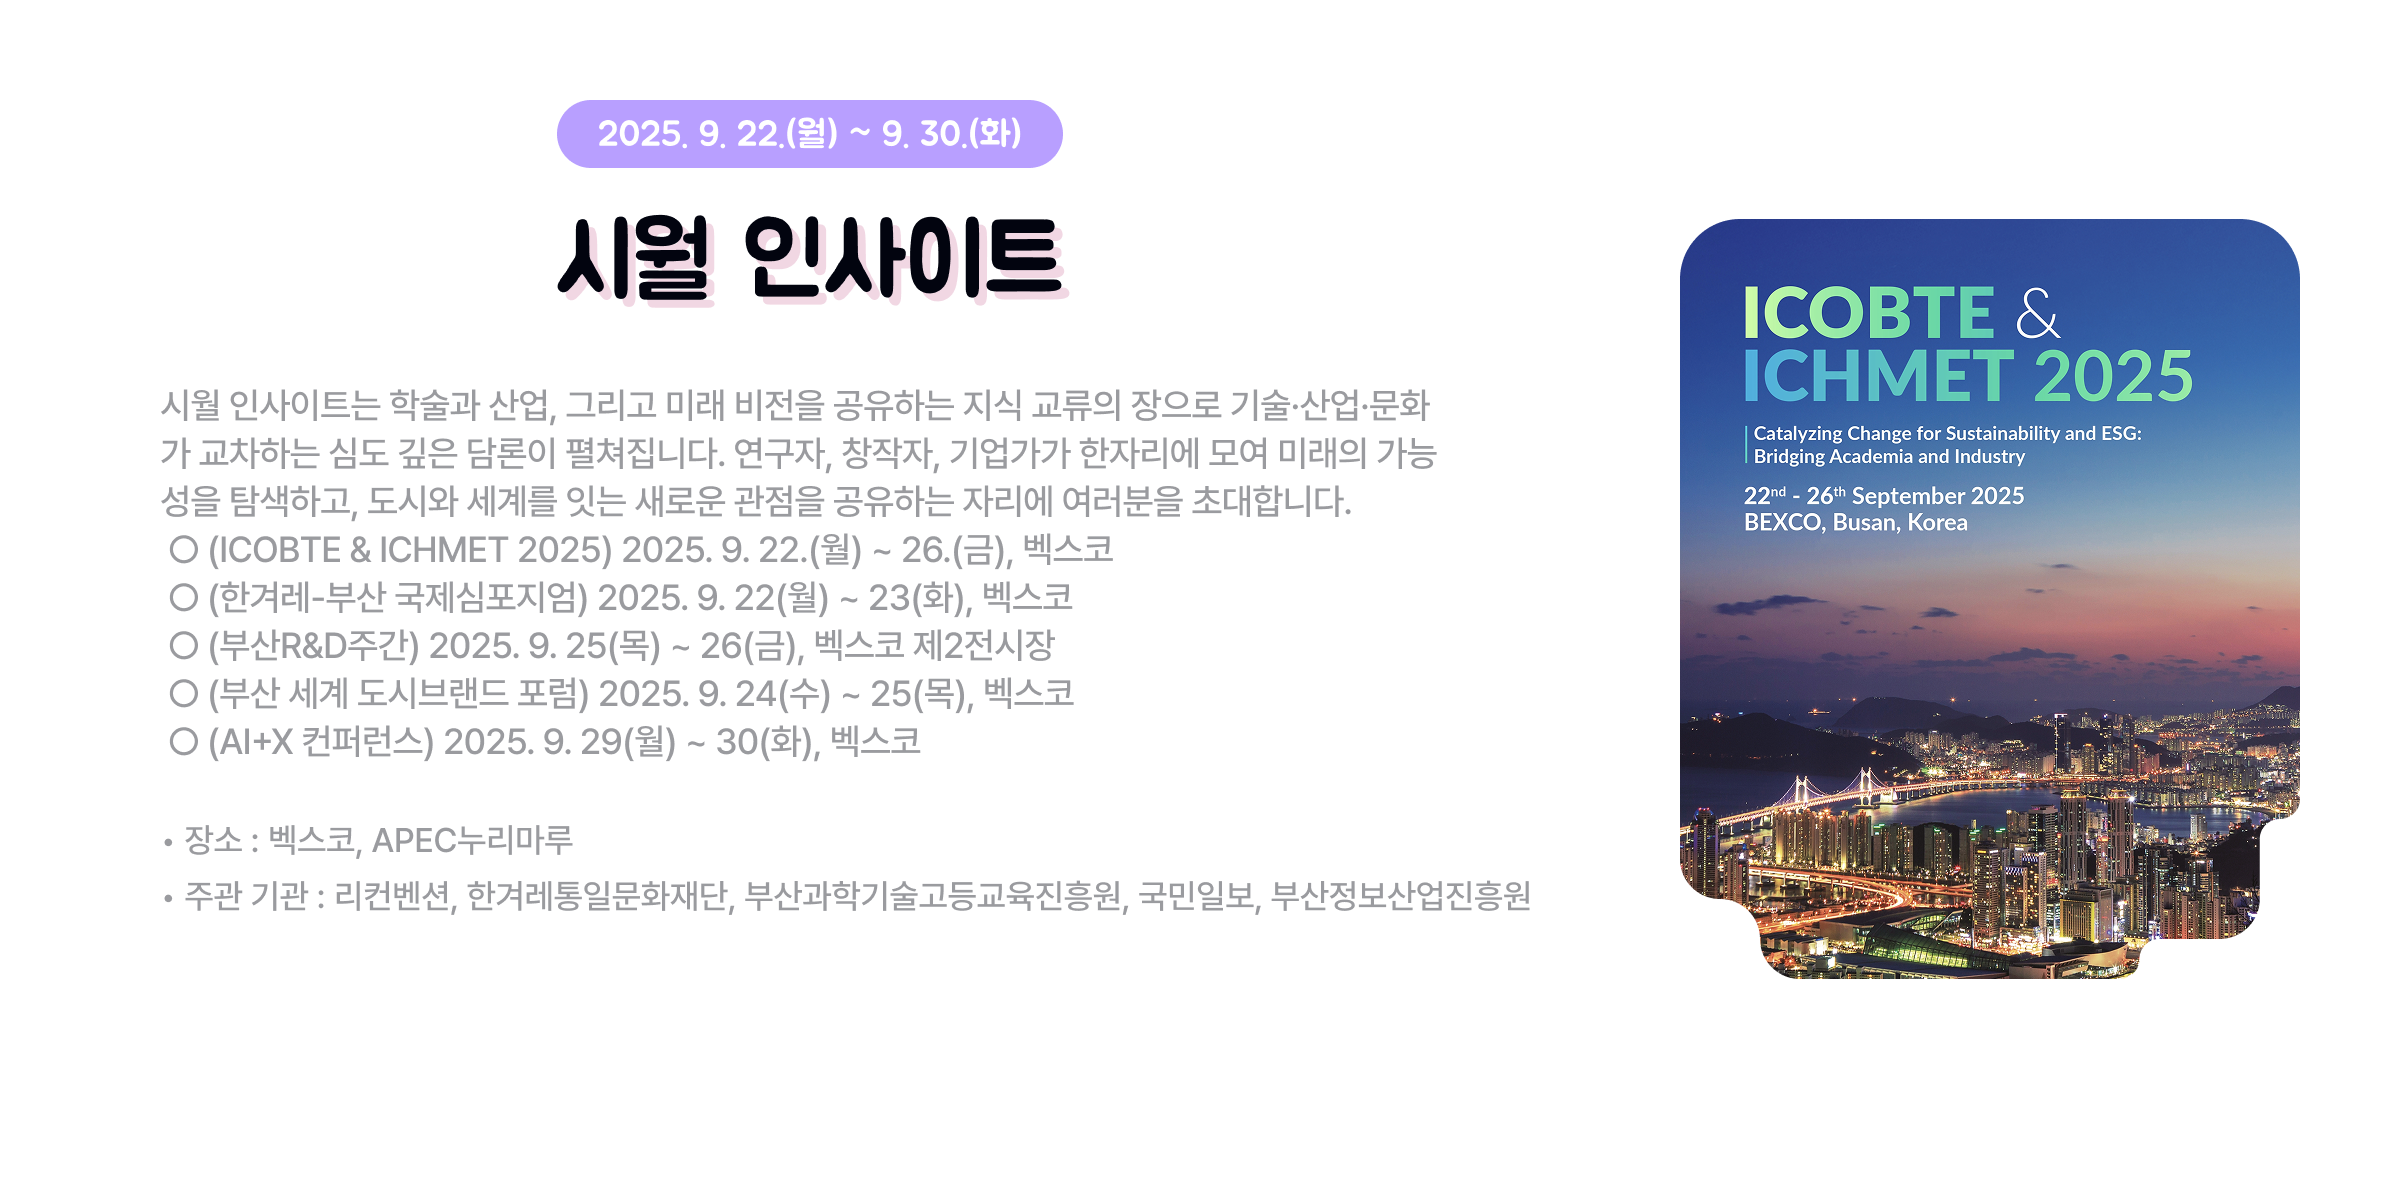 2025. 9. 22.(월) ~ 9. 30.(화)
시월 인사이트
시월 인사이트는 학술과 산업, 그리고 미래 비전을 공유하는 지식 교류의 장으로 기술·산업·문화
가 교차하는 심도 깊은 담론이 펼쳐집니다. 연구자, 창작자, 기업가가 한자리에 모여 미래의 가능
성을 탐색하고, 도시와 세계를 잇는 새로운 관점을 공유하는 자리에 여러분을 초대합니다.
○ (ICOBTE & ICHMET 2025) 2025. 9. 22.(월) ~ 26.(금), 벡스코
○ (한겨레-부산 국제심포지엄) 2025. 9. 22(월) ~ 23(화), 벡스코
○ (부산R&D주간) 2025. 9. 25(목) ~ 26(금), 벡스코 제2전시장
○ (부산 세계 도시브랜드 포럼) 2025. 9. 24(수) ~ 25(목), 벡스코
○ (AI+X 컨퍼런스) 2025. 9. 29(월) ~ 30(화), 벡스코
• 장소 : 벡스코, APEC누리마루
• 주관 기관 : 리컨벤션, 한겨레통일문화재단, 부산과학기술고등교육진흥원, 국민일보, 부산정보산업진흥원
ICOBTE &
ICHMET 2025
Catalyzing Change for Sustainability and ESG:
Bridging Academia and Industry
22nd - 26th September 2025
BEXCO, Busan, Korea